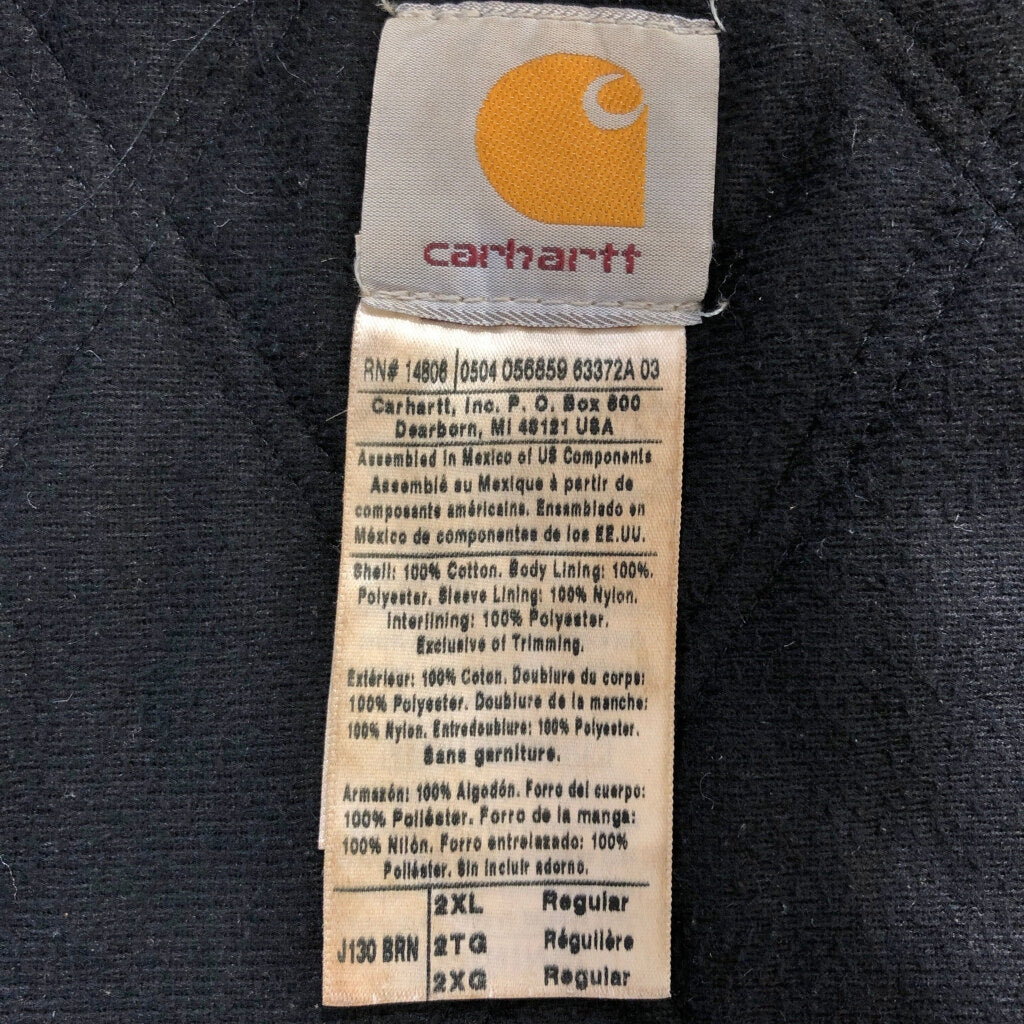 carhartt
RN# 14806 0504 056859 63372A 03
Carhartt, Inc. P. O. Box 600
Dearborn, MI 48121 USA
Assembled in Mexico of US Components
Assemblé au Mexique à partir de
composants américains. Ensamblado en
México de componentes de los EE.UU.
Shell: 100% Cotton. Body Lining: 100%.
Polyester. Sleeve Lining: 100% Nylon.
Interlining: 100% Polyester.
Exclusive of Trimming.
Extérieur: 100% Coton. Doublure du corps:
100% Polyester. Doublure de la manche:
100% Nylon. Entredoublure: 100% Polyester.
Sans garniture.
Armazón: 100% Algodón. Forro del cuerpo:
100% Poliéster. Forro de la manga:
100% Nilón. Forro entrelazado: 100%
Poliéster. Sin incluir adorno.
J130 BRN
2XL Regular
2TG Régulière
2XG Regular